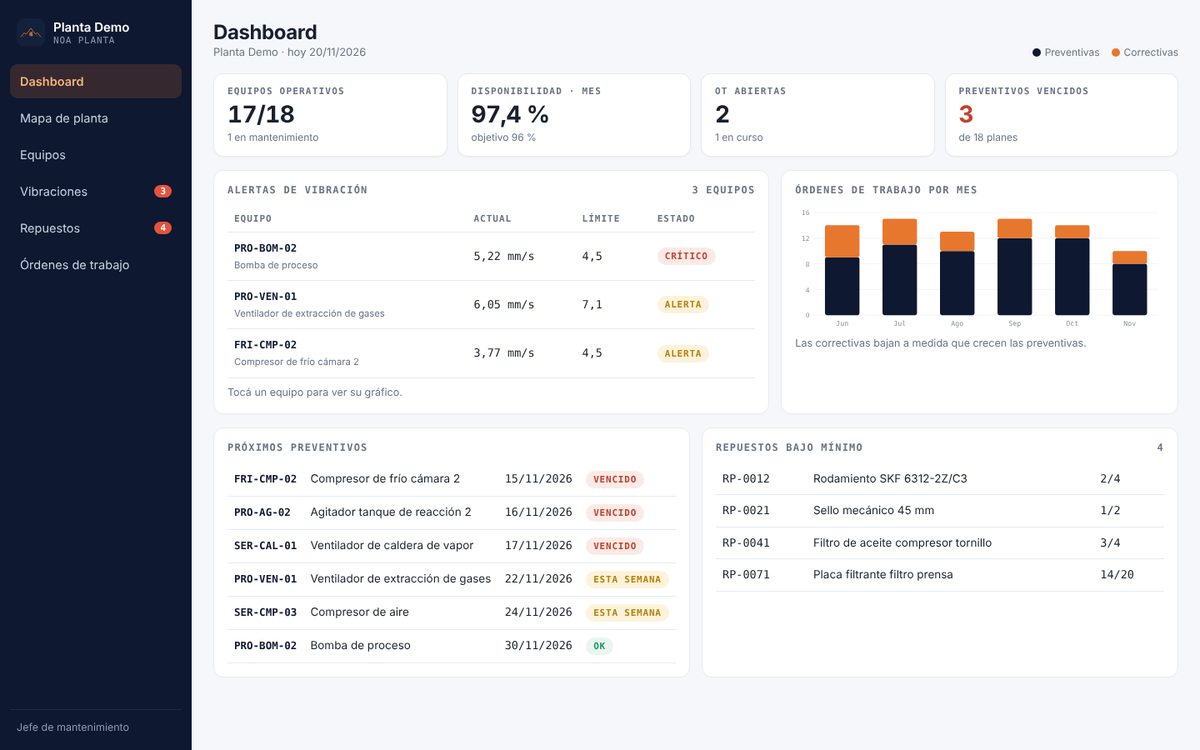 Planta Demo
NOA PLANTA
Dashboard
Mapa de planta
Equipos
Vibraciones 3
Repuestos 4
Órdenes de trabajo
Jefe de mantenimiento
Dashboard
Planta Demo · hoy 20/11/2026
Preventivas Correctivas
EQUIPOS OPERATIVOS
17/18
1 en mantenimiento
DISPONIBILIDAD · MES
97,4 %
objetivo 96 %
OT ABIERTAS
2
1 en curso
PREVENTIVOS VENCIDOS
3
de 18 planes
ALERTAS DE VIBRACIÓN 3 EQUIPOS
EQUIPO ACTUAL LÍMITE ESTADO
PRO-BOM-02
Bomba de proceso
5,22 mm/s 4,5 CRÍTICO
PRO-VEN-01
Ventilador de extracción de gases
6,05 mm/s 7,1 ALERTA
FRI-CMP-02
Compresor de frío cámara 2
3,77 mm/s 4,5 ALERTA
Tocá un equipo para ver su gráfico.
ÓRDENES DE TRABAJO POR MES
16
12
8
4
0
Jun Jul Ago Sep Oct Nov
Las correctivas bajan a medida que crecen las preventivas.
PRÓXIMOS PREVENTIVOS
FRI-CMP-02 Compresor de frío cámara 2 15/11/2026 VENCIDO
PRO-AG-02 Agitador tanque de reacción 2 16/11/2026 VENCIDO
SER-CAL-01 Ventilador de caldera de vapor 17/11/2026 VENCIDO
PRO-VEN-01 Ventilador de extracción de gases 22/11/2026 ESTA SEMANA
SER-CMP-03 Compresor de aire 24/11/2026 ESTA SEMANA
PRO-BOM-02 Bomba de proceso 30/11/2026 OK
REPUESTOS BAJO MÍNIMO 4
RP-0012 Rodamiento SKF 6312-2Z/C3 2/4
RP-0021 Sello mecánico 45 mm 1/2
RP-0041 Filtro de aceite compresor tornillo 3/4
RP-0071 Placa filtrante filtro prensa 14/20